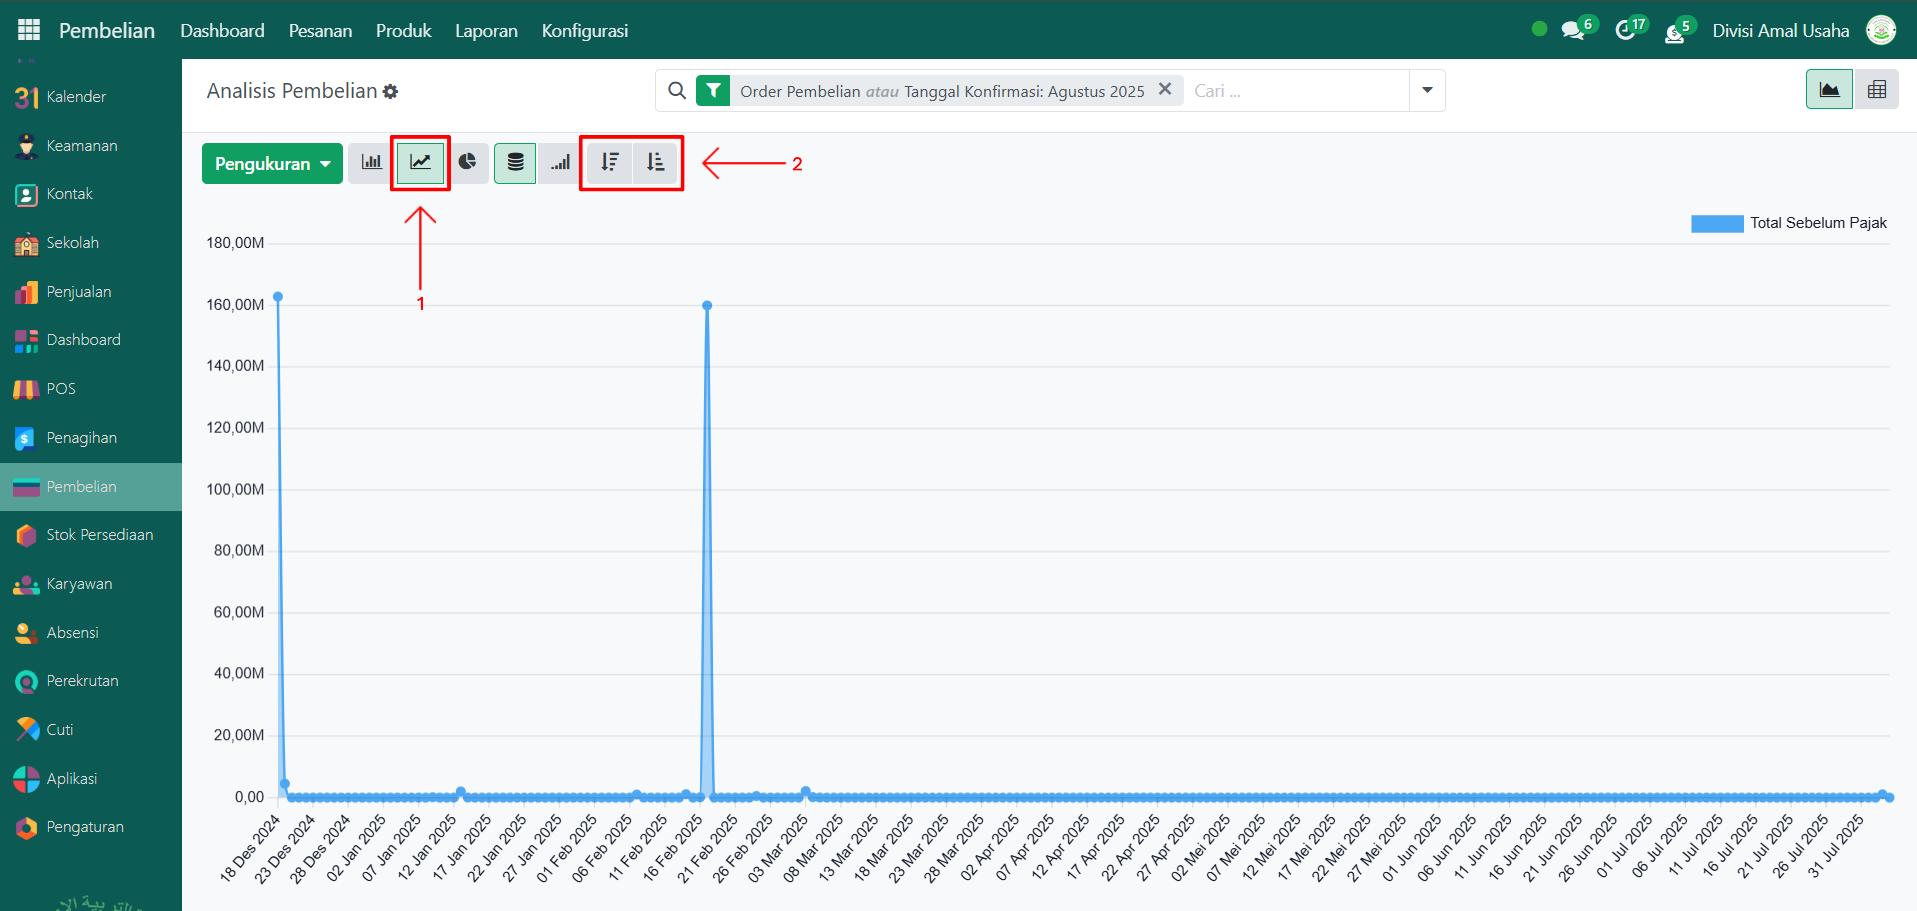 Pembelian Dashboard Pesanan Produk Laporan Konfigurasi 6 17 5 Divisi Amal Usaha
31 Kalender
Keamanan
Kontak
Sekolah
Penjualan
Dashboard
POS
Penagihan
Pembelian
Stok Persediaan
Karyawan
Absensi
Perekrutan
Cuti
Aplikasi
Pengaturan
Analisis Pembelian
Order Pembelian atau Tanggal Konfirmasi: Agustus 2025 Cari ...
Pengukuran
2
1
Total Sebelum Pajak
180,00M
160,00M
140,00M
120,00M
100,00M
80,00M
60,00M
40,00M
20,00M
0,00
18 Des 2024 23 Des 2024 28 Des 2024 02 Jan 2025 07 Jan 2025 12 Jan 2025 17 Jan 2025 22 Jan 2025 27 Jan 2025 01 Feb 2025 06 Feb 2025 11 Feb 2025 16 Feb 2025 21 Feb 2025 26 Feb 2025 03 Mar 2025 08 Mar 2025 13 Mar 2025 18 Mar 2025 23 Mar 2025 28 Mar 2025 02 Apr 2025 07 Apr 2025 12 Apr 2025 17 Apr 2025 22 Apr 2025 27 Apr 2025 02 Mei 2025 07 Mei 2025 12 Mei 2025 17 Mei 2025 22 Mei 2025 27 Mei 2025 01 Jun 2025 06 Jun 2025 11 Jun 2025 16 Jun 2025 21 Jun 2025 26 Jun 2025 01 Jul 2025 06 Jul 2025 11 Jul 2025 16 Jul 2025 21 Jul 2025 26 Jul 2025 31 Jul 2025